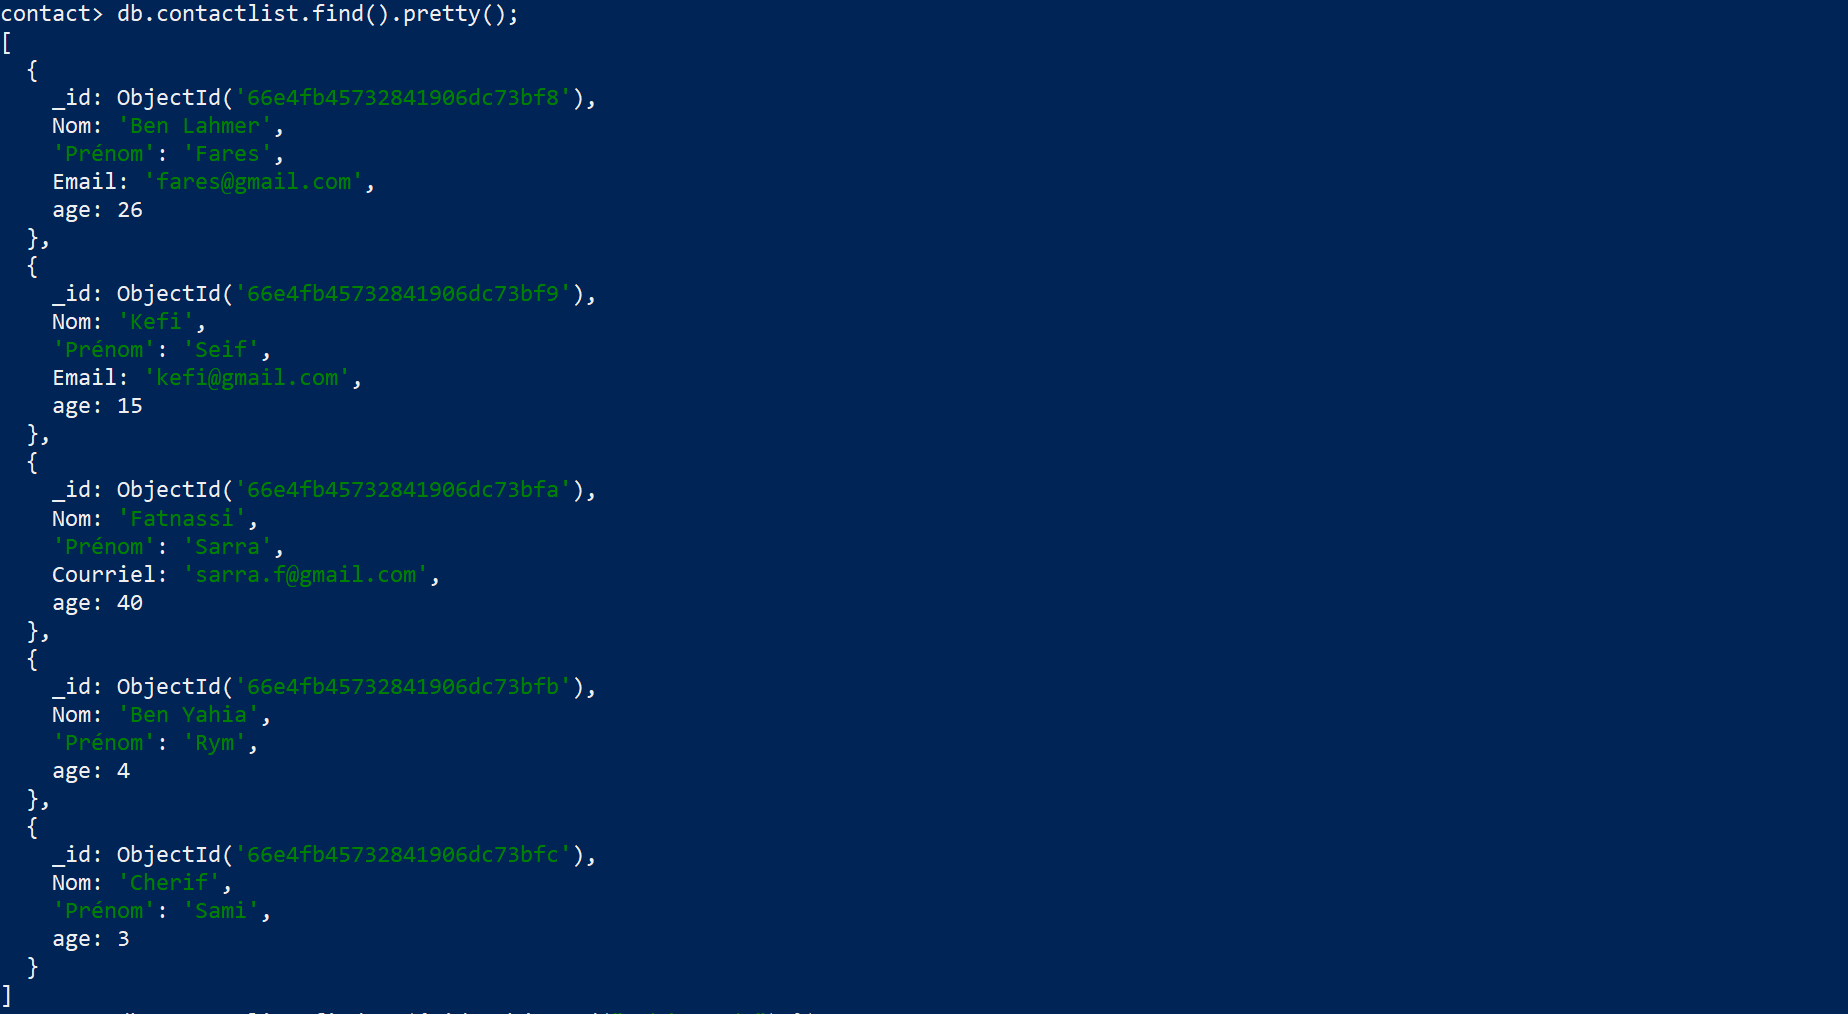 contact> db.contactlist.find().pretty();
[
  {
    _id: ObjectId('66e4fb45732841906dc73bf8'),
    Nom: 'Ben Lahmer',
    'Prénom': 'Fares',
    Email: 'fares@gmail.com',
    age: 26
  },
  {
    _id: ObjectId('66e4fb45732841906dc73bf9'),
    Nom: 'Kefi',
    'Prénom': 'Seif',
    Email: 'kefi@gmail.com',
    age: 15
  },
  {
    _id: ObjectId('66e4fb45732841906dc73bfa'),
    Nom: 'Fatnassi',
    'Prénom': 'Sarra',
    Courriel: 'sarra.f@gmail.com',
    age: 40
  },
  {
    _id: ObjectId('66e4fb45732841906dc73bfb'),
    Nom: 'Ben Yahia',
    'Prénom': 'Rym',
    age: 4
  },
  {
    _id: ObjectId('66e4fb45732841906dc73bfc'),
    Nom: 'Cherif',
    'Prénom': 'Sami',
    age: 3
  }
]